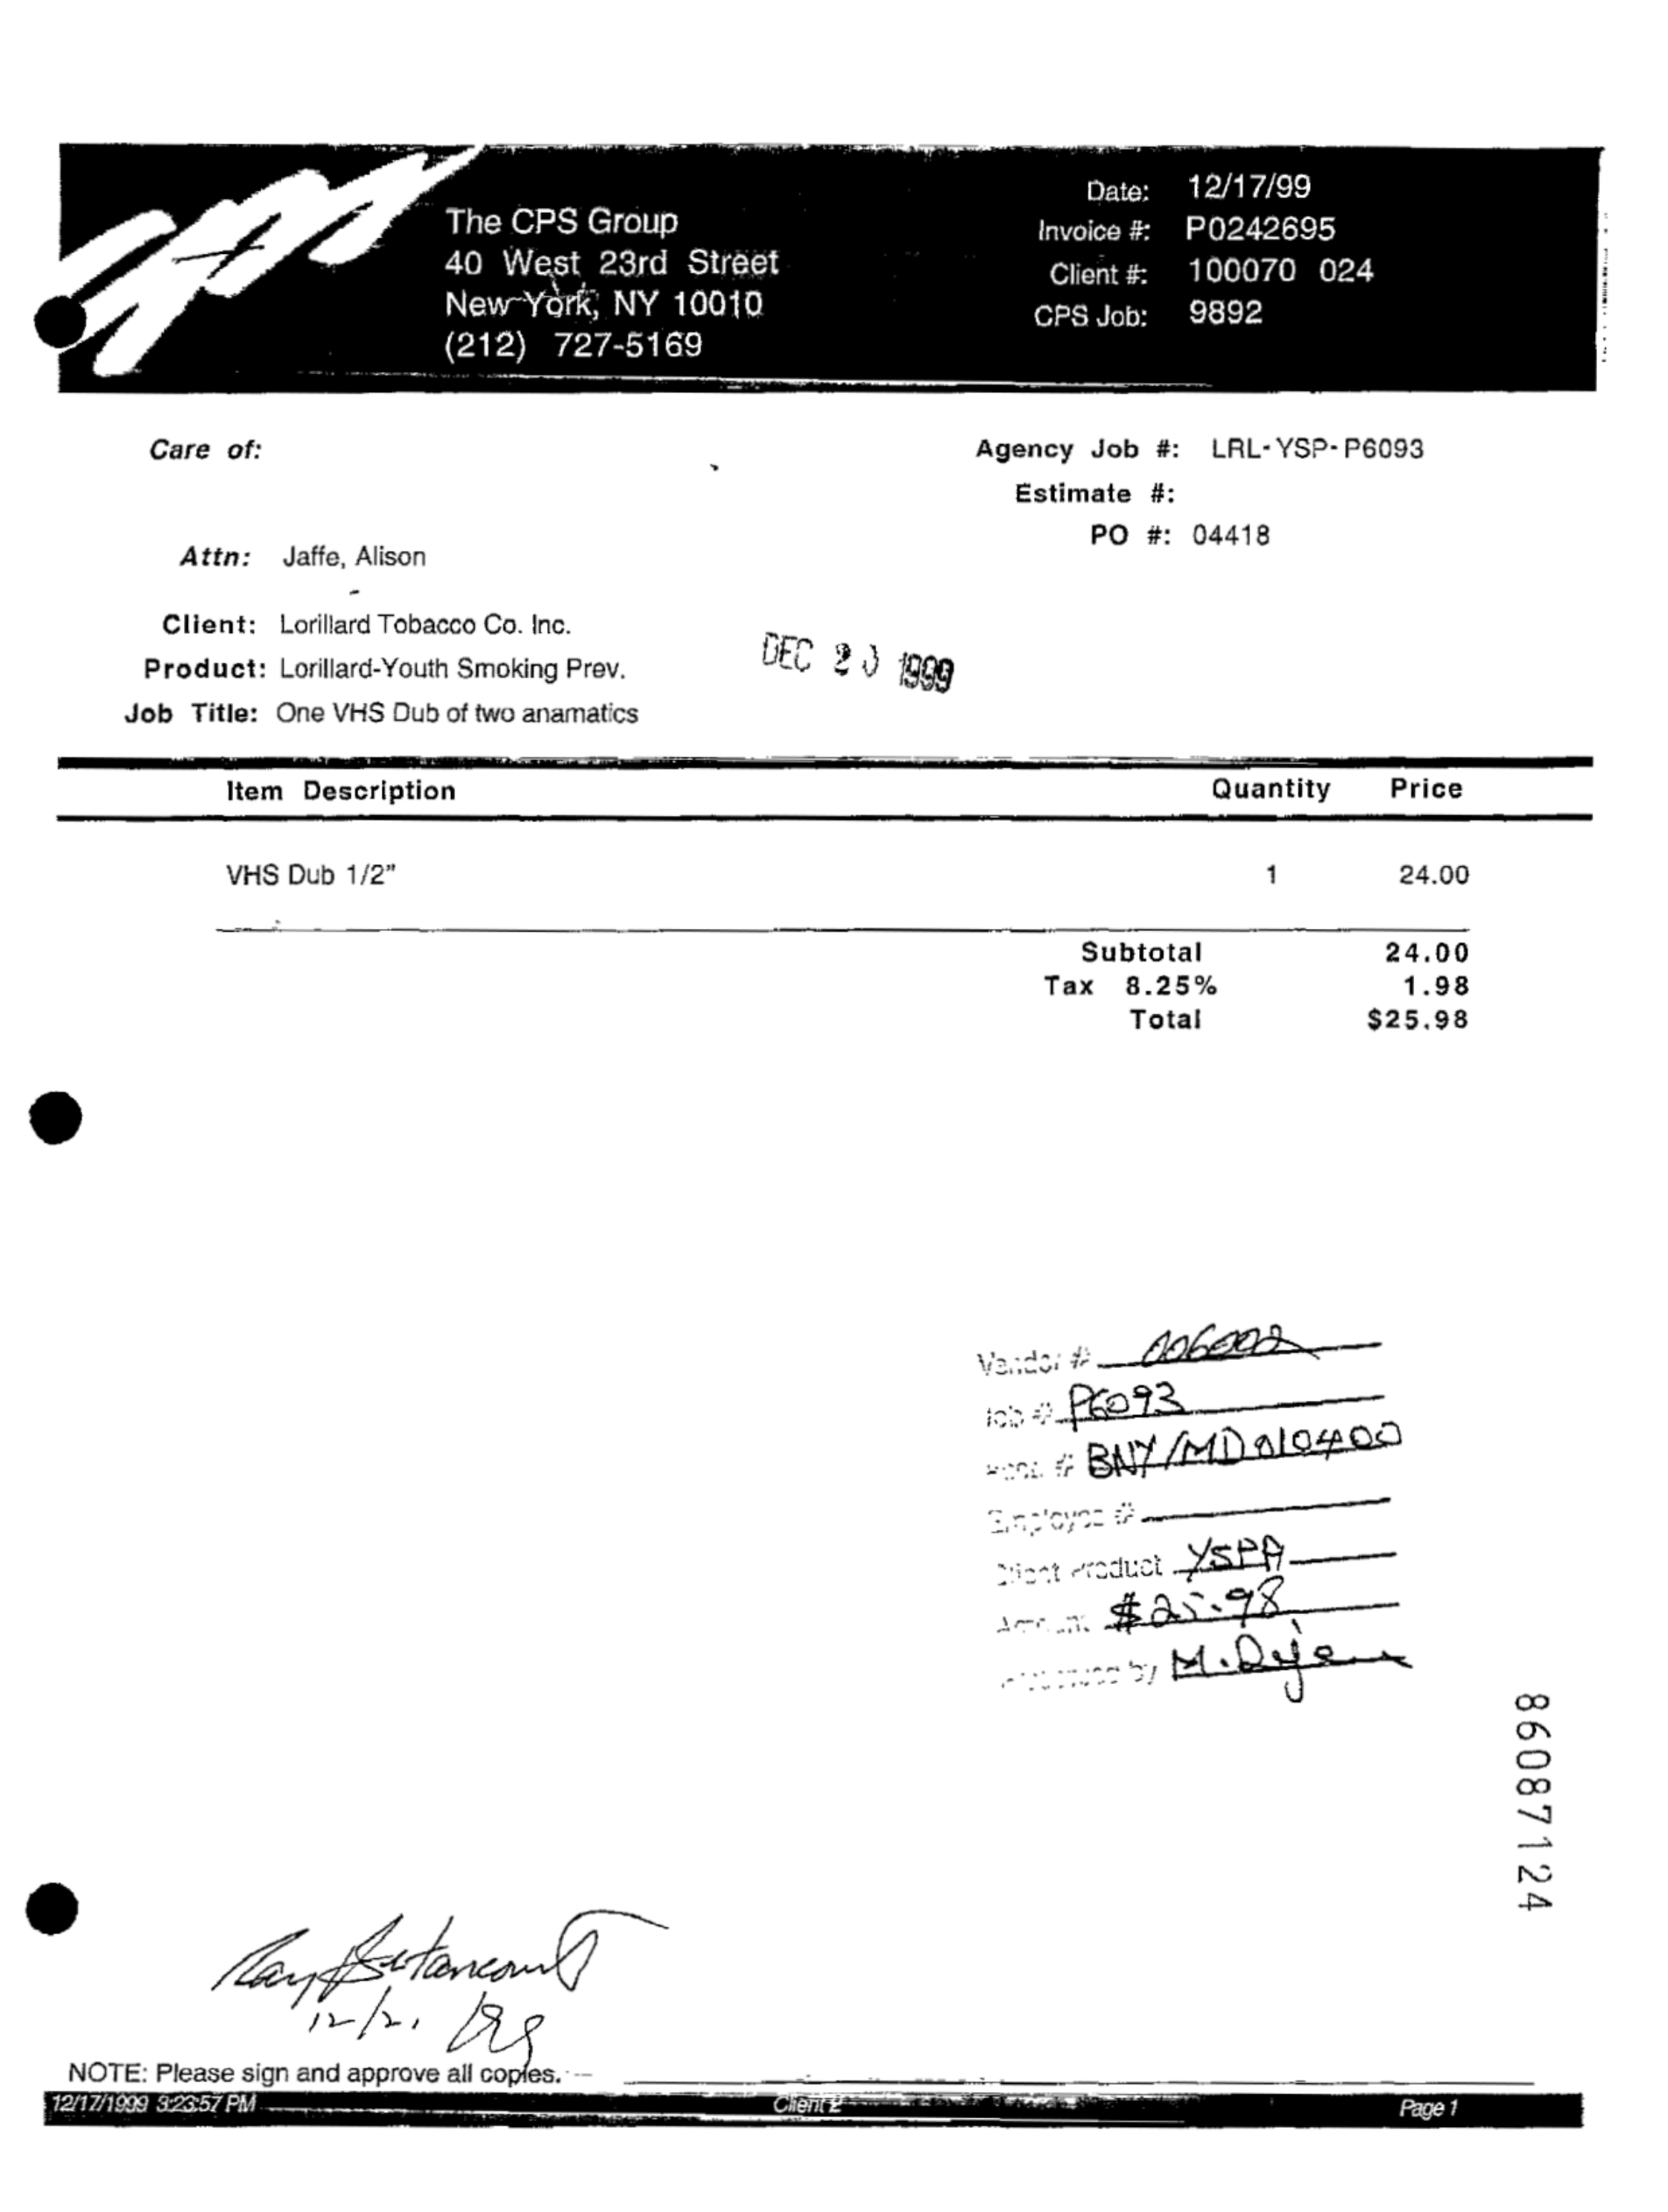 The CPS Group
40 West 23rd Street
New York, NY 10010
(212) 727-5169
Date: 12/17/99
Invoice #: P0242695
Client #: 100070 024
CPS Job: 9892
Care of:
Agency Job #: LRL-YSP-P6093
Estimate #:
PO #: 04418
Attn: Jaffe, Alison
Client: Lorillard Tobacco Co. Inc.
Product: Lorillard-Youth Smoking Prev.
Job Title: One VHS Dub of two anamatics
DEC 1999
Item Description Quantity Price
VHS Dub 1/2" 1 24.00
Subtotal 24.00
Tax 8.25% 1.98
Total $25.98
Vendor # 006002
Job # P6093
# BNY/MD010400
Employee #
Client Product YSPA
Amount $25.98
by
86087124
Ray Betancourt
12/21/99
NOTE: Please sign and approve all copies.
12/17/1999 3:23:57 PM Client 2 Page 1